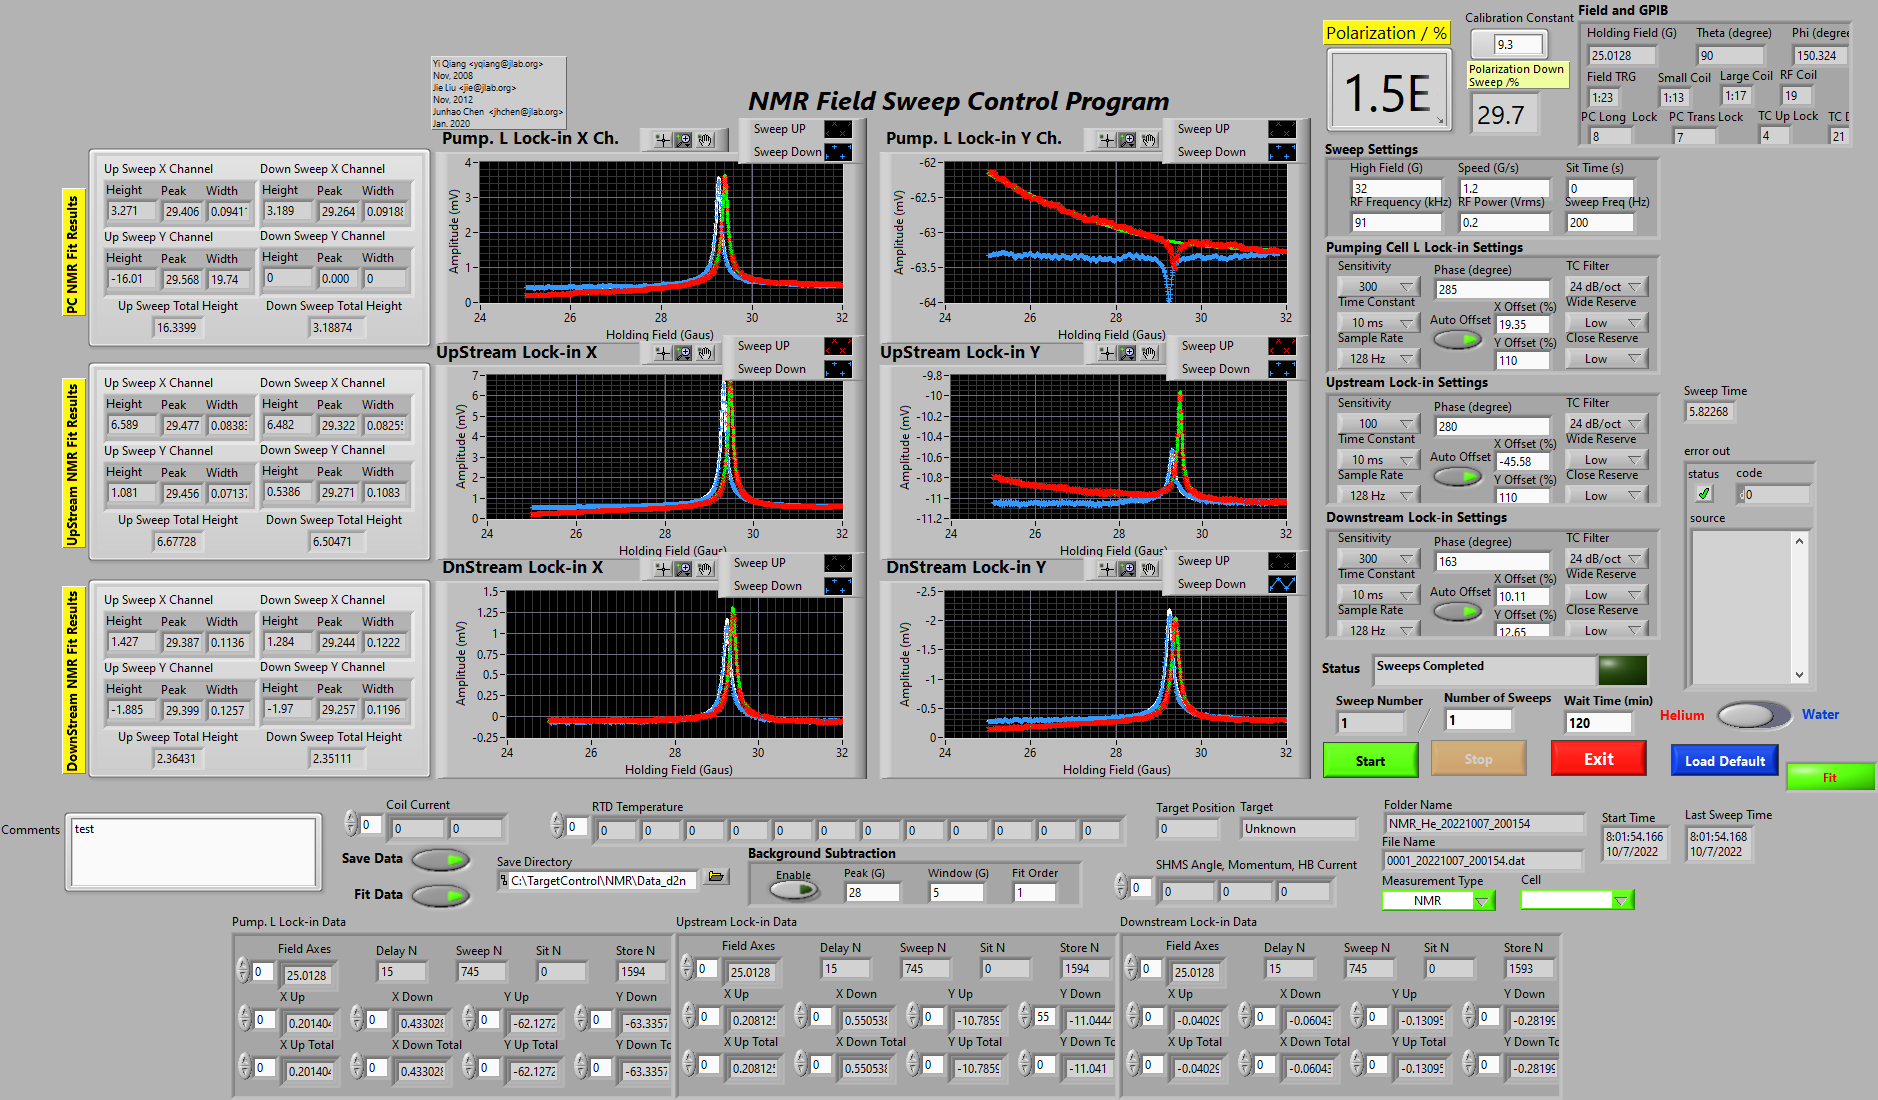 Yi Qiang <yqiang@jlab.org>
Nov, 2008
Jie Liu <jie@jlab.org>
Nov, 2012
Junhao Chen <jhchen@jlab.org>
Jan. 2020
NMR Field Sweep Control Program
Polarization / %
1.5E
Calibration Constant
9.3
Polarization Down
Sweep /%
29.7
Field and GPIB
Holding Field (G) Theta (degree) Phi (degree
25.0128 90 150.324
Field TRG Small Coil Large Coil RF Coil
1:23 1:13 1:17 19
PC Long Lock PC Trans Lock TC Up Lock TC D
8 7 4 21
PC NMR Fit Results
Up Sweep X Channel Down Sweep X Channel
Height Peak Width Height Peak Width
3.271 29.406 0.0941 3.189 29.264 0.0918
Up Sweep Y Channel Down Sweep Y Channel
Height Peak Width Height Peak Width
-16.01 29.568 19.74 0 0.000 0
Up Sweep Total Height Down Sweep Total Height
16.3399 3.18874
UpStream NMR Fit Results
Up Sweep X Channel Down Sweep X Channel
Height Peak Width Height Peak Width
6.589 29.477 0.0838 6.482 29.322 0.0825
Up Sweep Y Channel Down Sweep Y Channel
Height Peak Width Height Peak Width
1.081 29.456 0.0713 0.5386 29.271 0.1083
Up Sweep Total Height Down Sweep Total Height
6.67728 6.50471
DownStream NMR Fit Results
Up Sweep X Channel Down Sweep X Channel
Height Peak Width Height Peak Width
1.427 29.387 0.1136 1.284 29.244 0.1222
Up Sweep Y Channel Down Sweep Y Channel
Height Peak Width Height Peak Width
-1.885 29.399 0.1257 -1.97 29.257 0.1196
Up Sweep Total Height Down Sweep Total Height
2.36431 2.35111
Pump. L Lock-in X Ch.
Sweep UP
Sweep Down
Amplitude (mV)
4
3
2
1
0
24 26 28 30 32
Holding Field (Gaus)
Pump. L Lock-in Y Ch.
Sweep UP
Sweep Down
Amplitude (mV)
-62
-62.5
-63
-63.5
-64
24 26 28 30 32
Holding Field (Gaus)
UpStream Lock-in X
Sweep UP
Sweep Down
Amplitude (mV)
7
6
5
4
3
2
1
0
24 26 28 30 32
Holding Field (Gaus)
UpStream Lock-in Y
Sweep UP
Sweep Down
Amplitude (mV)
-9.8
-10
-10.2
-10.4
-10.6
-10.8
-11
-11.2
24 26 28 30 32
Holding Field (Gaus)
DnStream Lock-in X
Sweep UP
Sweep Down
Amplitude (mV)
1.5
1.25
1
0.75
0.5
0.25
0
-0.25
24 26 28 30 32
Holding Field (Gaus)
DnStream Lock-in Y
Sweep UP
Sweep Down
Amplitude (mV)
-2.5
-2
-1.5
-1
-0.5
0
24 26 28 30 32
Holding Field (Gaus)
Sweep Settings
High Field (G) Speed (G/s) Sit Time (s)
32 1.2 0
RF Frequency (kHz) RF Power (Vrms) Sweep Freq (Hz)
91 0.2 200
Pumping Cell L Lock-in Settings
Sensitivity Phase (degree) TC Filter
300 285 24 dB/oct
Time Constant X Offset (%) Wide Reserve
10 ms Auto Offset 19.35 Low
Sample Rate Y Offset (%) Close Reserve
128 Hz 110 Low
Upstream Lock-in Settings
Sensitivity Phase (degree) TC Filter
100 280 24 dB/oct
Time Constant X Offset (%) Wide Reserve
10 ms Auto Offset -45.58 Low
Sample Rate Y Offset (%) Close Reserve
128 Hz 110 Low
Downstream Lock-in Settings
Sensitivity Phase (degree) TC Filter
300 163 24 dB/oct
Time Constant X Offset (%) Wide Reserve
10 ms Auto Offset 10.11 Low
Sample Rate Y Offset (%) Close Reserve
128 Hz 12.65 Low
Sweep Time
5.82268
error out
status code
0
source
Status Sweeps Completed
Sweep Number Number of Sweeps Wait Time (min)
1 / 1 120
Helium Water
Start Stop Exit Load Default Fit
Comments test
Coil Current
0 0 0
Save Data
Fit Data
RTD Temperature
0 0 0 0 0 0 0 0 0 0 0 0 0
Save Directory
C:\TargetControl\NMR\Data_d2n
Background Subtraction
Enable Peak (G) Window (G) Fit Order
28 5 1
Target Position Target
0 Unknown
SHMS Angle, Momentum, HB Current
0 0 0 0
Folder Name
NMR_He_20221007_200154
File Name
0001_20221007_200154.dat
Measurement Type Cell
NMR
Start Time
8:01:54.166
10/7/2022
Last Sweep Time
8:01:54.168
10/7/2022
Pump. L Lock-in Data
Field Axes Delay N Sweep N Sit N Store N
0 25.0128 15 745 0 1594
X Up X Down Y Up Y Down
0 0.201404 0 0.433028 0 -62.1272 0 -63.3357
X Up Total X Down Total Y Up Total Y Down To
0 0.201404 0 0.433028 0 -62.1272 0 -63.3357
Upstream Lock-in Data
Field Axes Delay N Sweep N Sit N Store N
0 25.0128 15 745 0 1594
X Up X Down Y Up Y Down
0 0.208125 0 0.550538 0 -10.7859 55 -11.0444
X Up Total X Down Total Y Up Total Y Down To
0 0.208125 0 0.550538 0 -10.7859 0 -11.041
Downstream Lock-in Data
Field Axes Delay N Sweep N Sit N Store N
0 25.0128 15 745 0 1593
X Up X Down Y Up Y Down
0 -0.04029 0 -0.06043 0 -0.13095 0 -0.28199
X Up Total X Down Total Y Up Total Y Down To
0 -0.04029 0 -0.06043 0 -0.13095 0 -0.28199